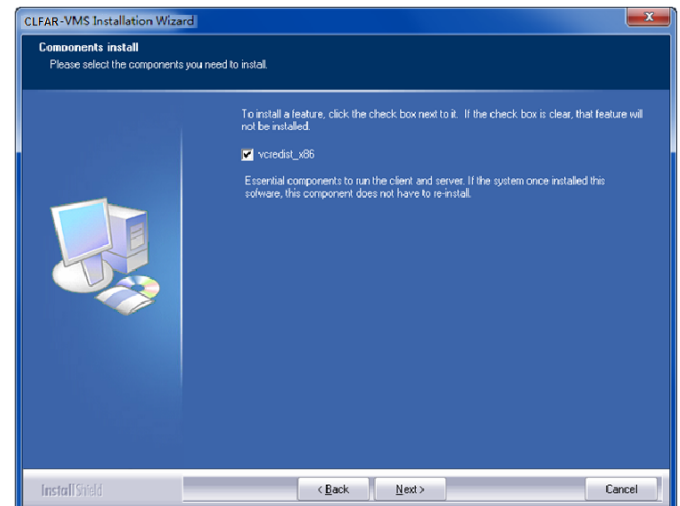 CLFAR-VMS Installation Wizard
Components install
Please select the components you need to install.
To install a feature, click the check box next to it. If the check box is clear, that feature will
not be installed.
vcredist_x86
Essential components to run the client and server. If the system once installed this
sofware, this component does not have to re-install.
InstallShield
< Back
Next >
Cancel